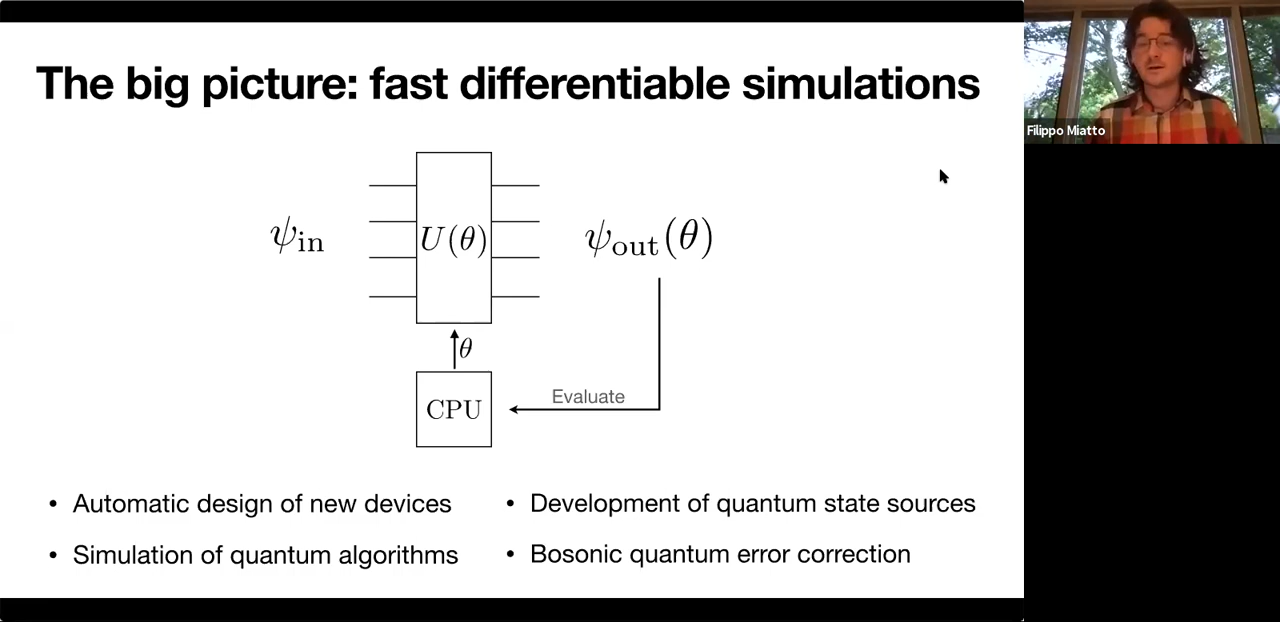 The big picture: fast differentiable simulations
Filippo Miatto
ψin
U(θ)
ψout(θ)
θ
CPU
Evaluate
• Automatic design of new devices
• Development of quantum state sources
• Simulation of quantum algorithms
• Bosonic quantum error correction